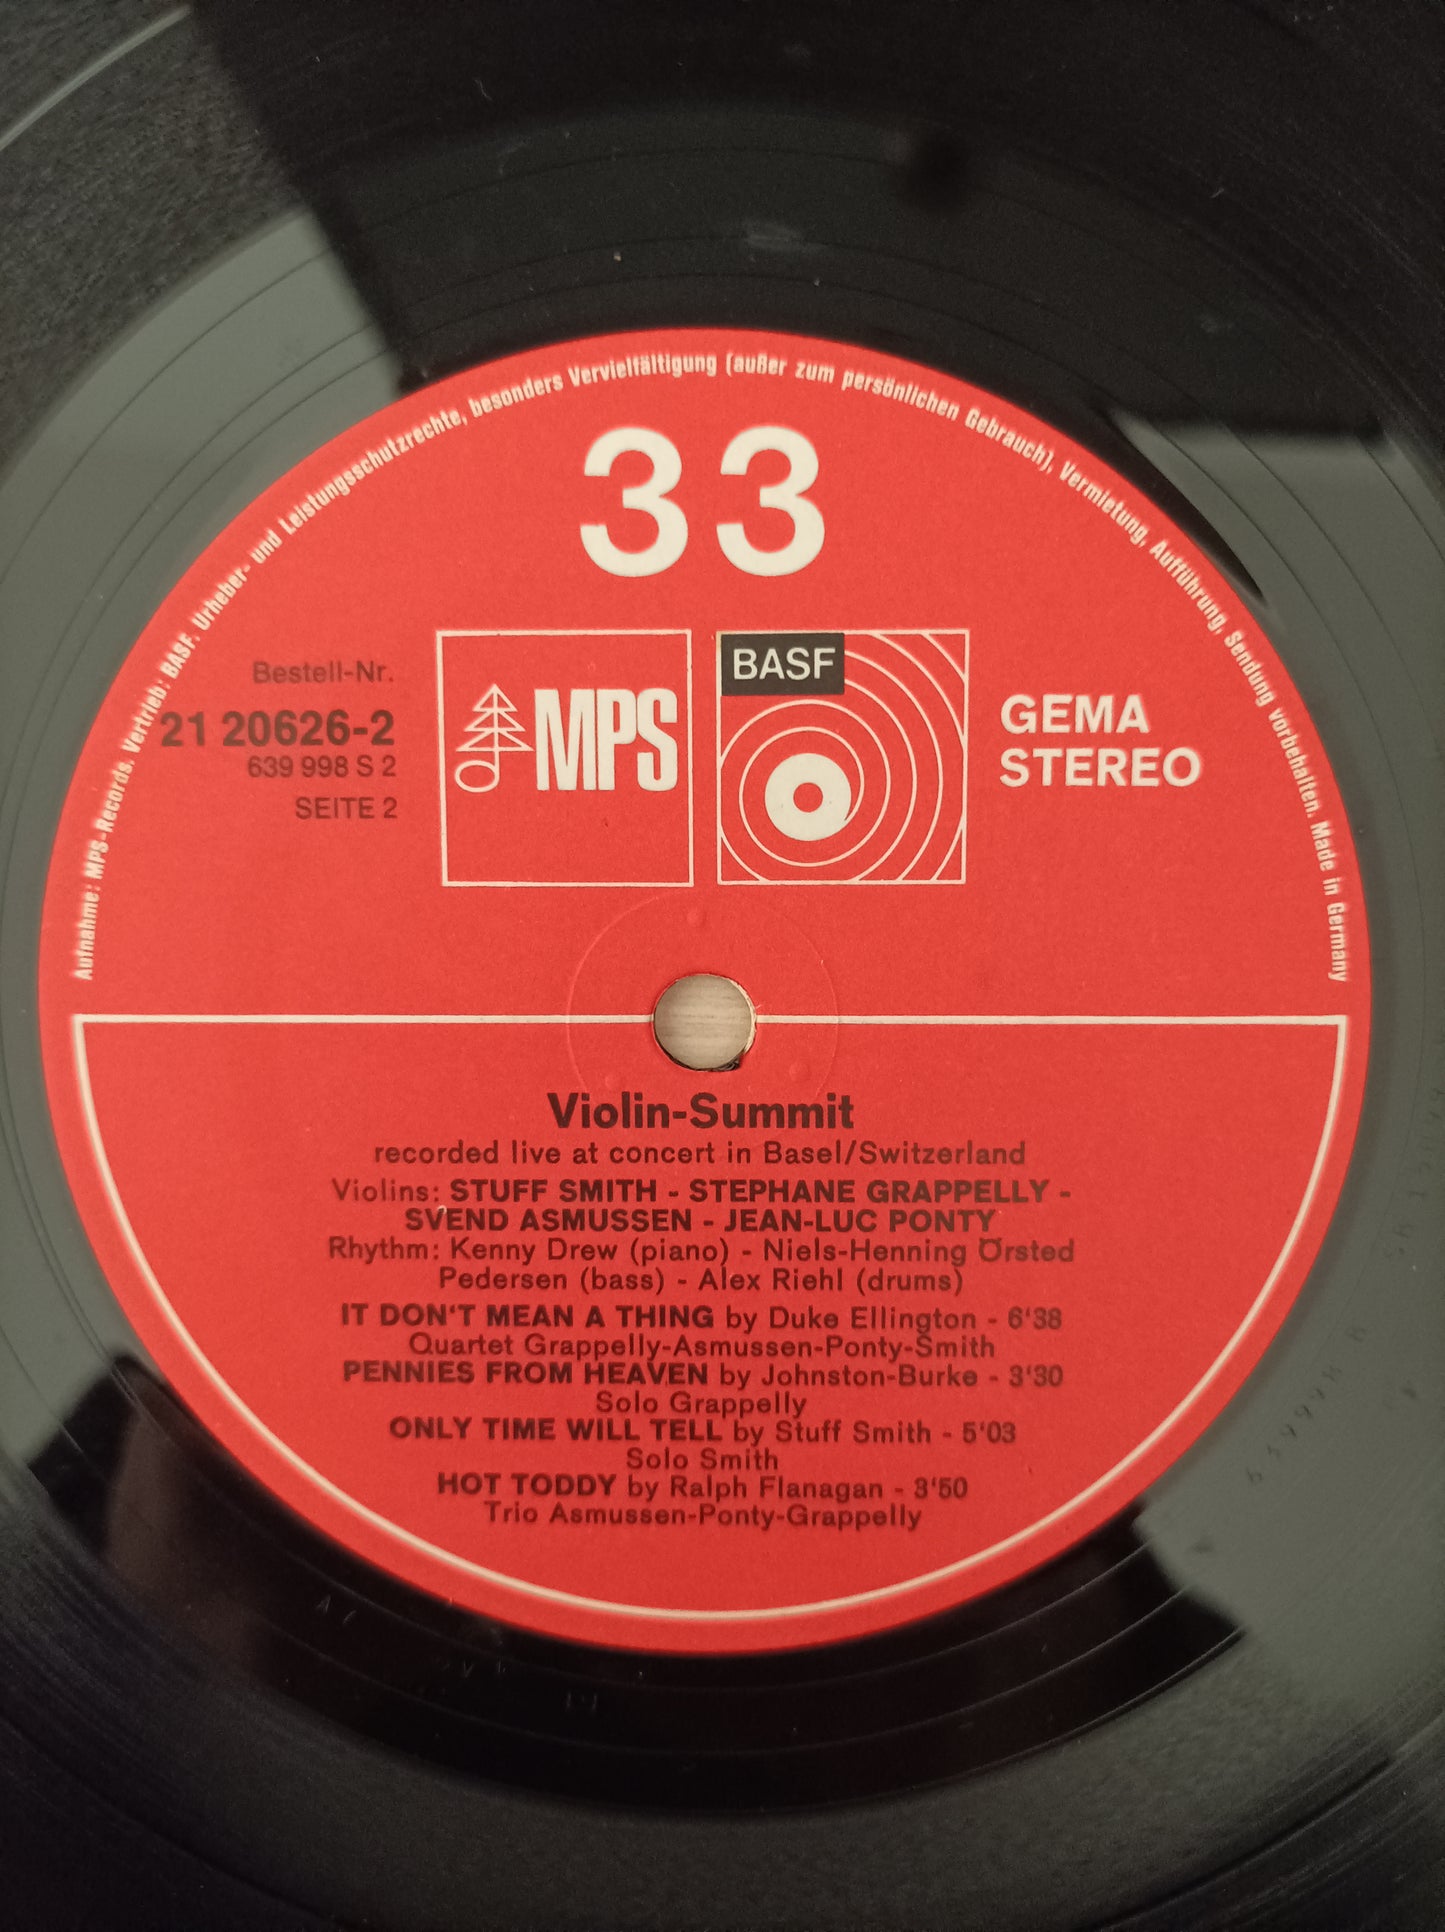 Aufnahme: MPS-Records. Vertrieb: BASF. Urheber- und Leistungsschutzrechte, besonders Vervielfältigung (außer zum persönlichen Gebrauch), Vermietung, Aufführung, Sendung vorbehalten. Made in Germany
33
Bestell-Nr.
21 20626-2
639 998 S 2
SEITE 2
MPS
BASF
GEMA
STEREO
Violin-Summit
recorded live at concert in Basel/Switzerland
Violins: STUFF SMITH - STEPHANE GRAPPELLY -
SVEND ASMUSSEN - JEAN-LUC PONTY
Rhythm: Kenny Drew (piano) - Niels-Henning Örsted
Pedersen (bass) - Alex Riehl (drums)
IT DON'T MEAN A THING by Duke Ellington - 6'38
Quartet Grappelly-Asmussen-Ponty-Smith
PENNIES FROM HEAVEN by Johnston-Burke - 3'30
Solo Grappelly
ONLY TIME WILL TELL by Stuff Smith - 5'03
Solo Smith
HOT TODDY by Ralph Flanagan - 3'50
Trio Asmussen-Ponty-Grappelly